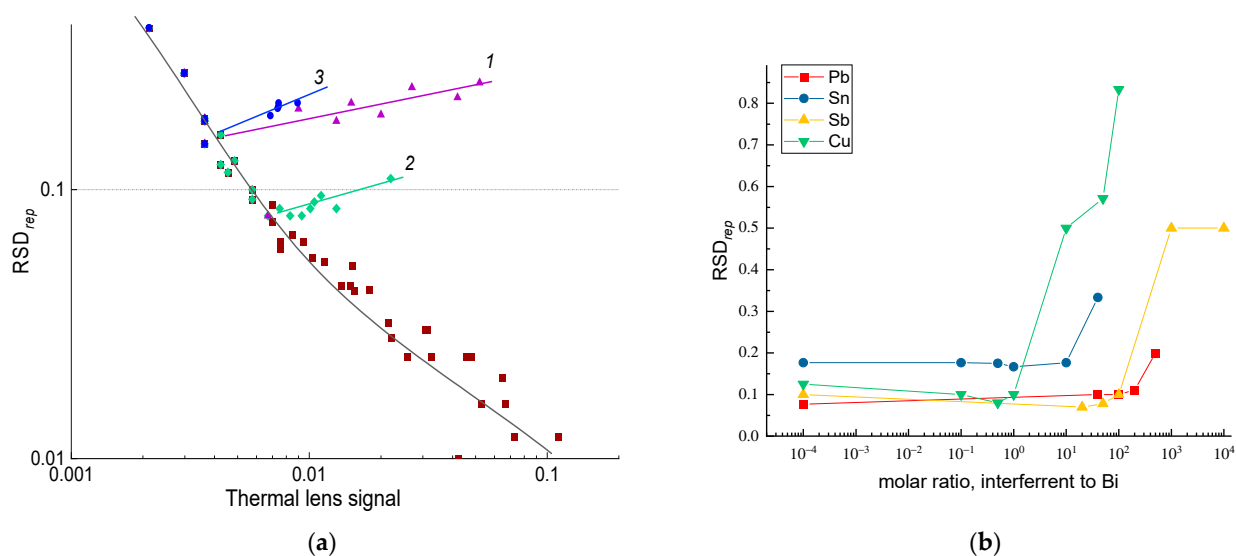 3
1
2
0.1
0.01
RSD_rep
0.001 0.01 0.1
Thermal lens signal
(a)
Pb
Sn
Sb
Cu
0.8
0.7
0.6
0.5
0.4
0.3
0.2
0.1
0.0
RSD_rep
10⁻⁴ 10⁻³ 10⁻² 10⁻¹ 10⁰ 10¹ 10² 10³ 10⁴
molar ratio, interferrent to Bi
(b)